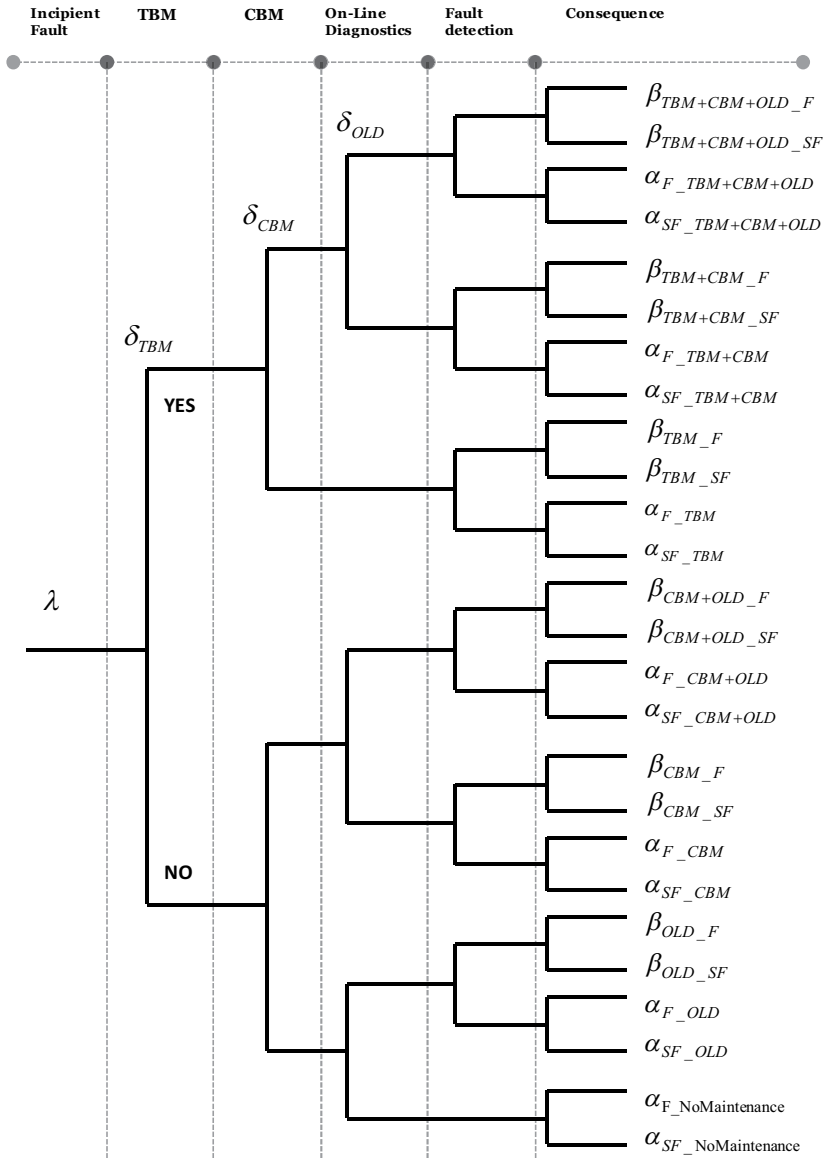 Incipient Fault
TBM
CBM
On-Line Diagnostics
Fault detection
Consequence
β_TBM+CBM+OLD_F
δ_OLD
β_TBM+CBM+OLD_SF
α_F_TBM+CBM+OLD
δ_CBM
α_SF_TBM+CBM+OLD
β_TBM+CBM_F
β_TBM+CBM_SF
δ_TBM
α_F_TBM+CBM
α_SF_TBM+CBM
YES
β_TBM_F
β_TBM_SF
α_F_TBM
α_SF_TBM
λ
β_CBM+OLD_F
β_CBM+OLD_SF
α_F_CBM+OLD
α_SF_CBM+OLD
β_CBM_F
β_CBM_SF
α_F_CBM
NO
α_SF_CBM
β_OLD_F
β_OLD_SF
α_F_OLD
α_SF_OLD
α_F_NoMaintenance
α_SF_NoMaintenance